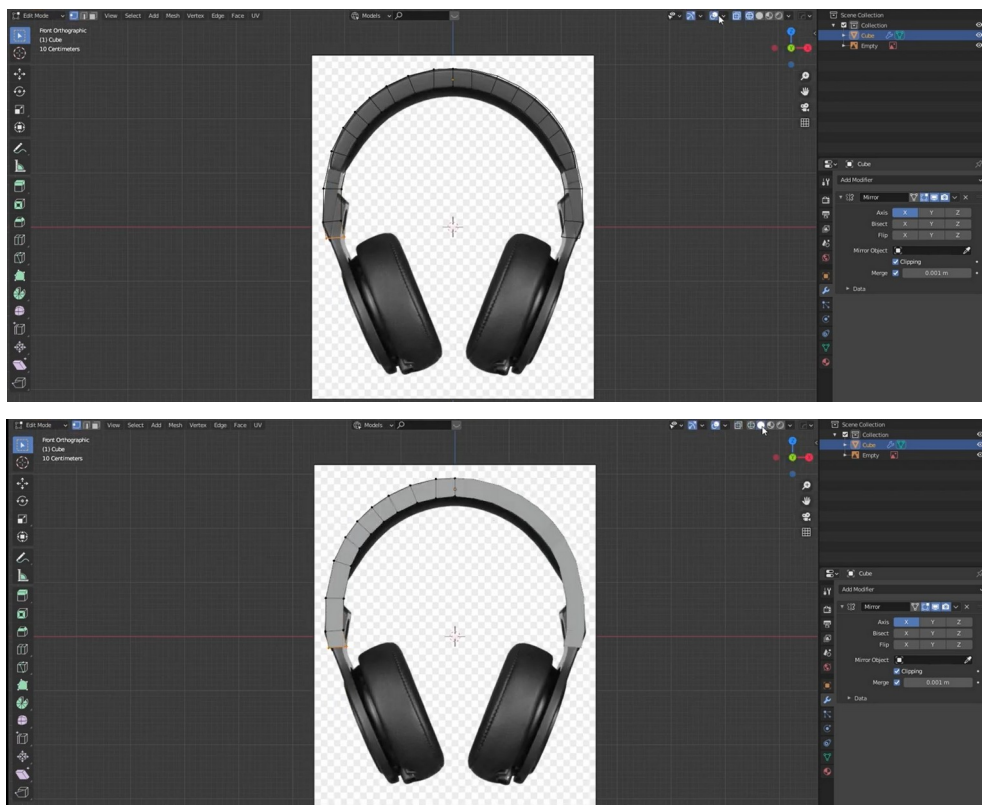 Edit Mode View Select Add Mesh Vertex Edge Face UV
Models
Front Orthographic
(1) Cube
10 Centimeters
Scene Collection
Collection
Cube
Empty
Cube
Add Modifier
Mirror
Axis X Y Z
Bisect X Y Z
Flip X Y Z
Mirror Object
Clipping
Merge 0.001 m
Data
Edit Mode View Select Add Mesh Vertex Edge Face UV
Models
Front Orthographic
(1) Cube
10 Centimeters
Scene Collection
Collection
Cube
Empty
Cube
Add Modifier
Mirror
Axis X Y Z
Bisect X Y Z
Flip X Y Z
Mirror Object
Clipping
Merge 0.001 m
Data